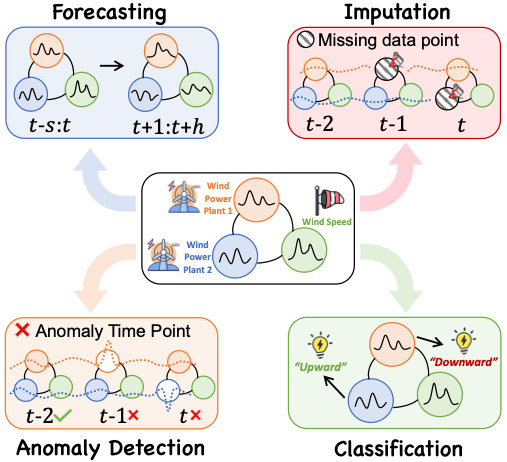 Forecasting
Imputation
t-s:t
t+1:t+h
Missing data point
t-2
t-1
t
Wind
Power
Plant 1
Wind Speed
Wind
Power
Plant 2
Anomaly Time Point
t-2
t-1
t
"Upward"
"Downward"
Anomaly Detection
Classification